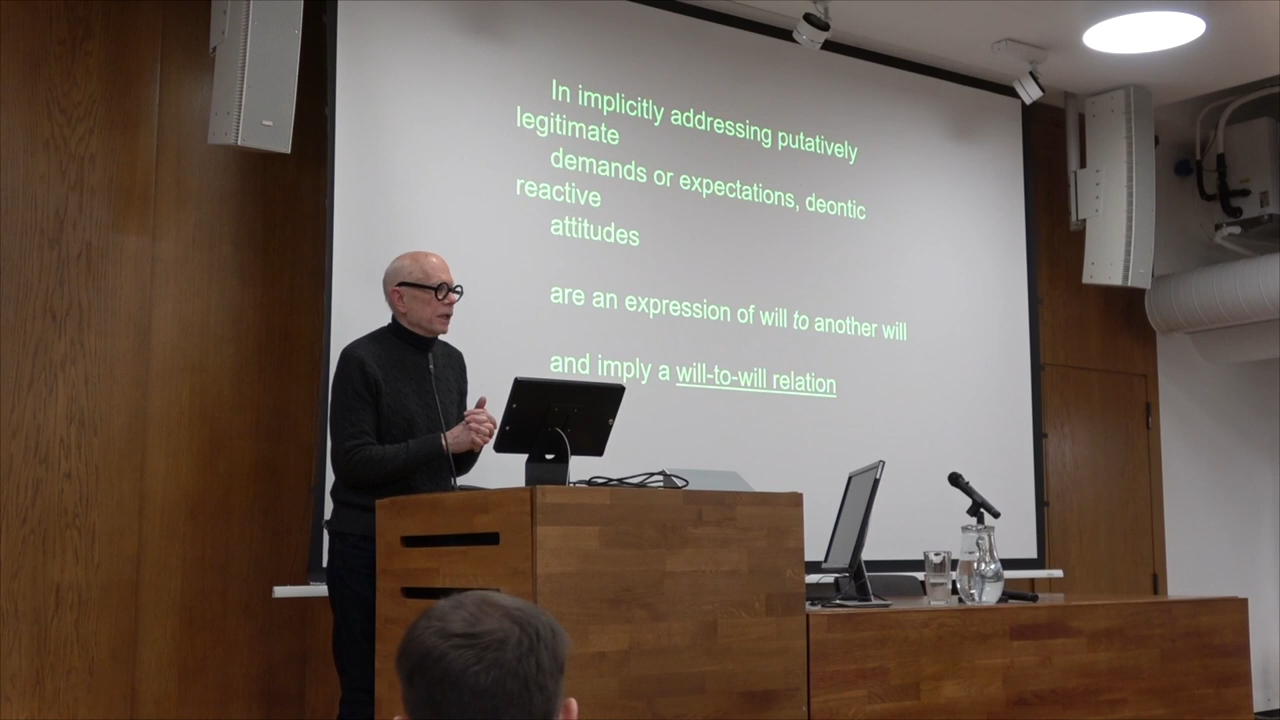 In implicitly addressing putatively
legitimate
demands or expectations, deontic
reactive
attitudes
are an expression of will to another will
and imply a will-to-will relation